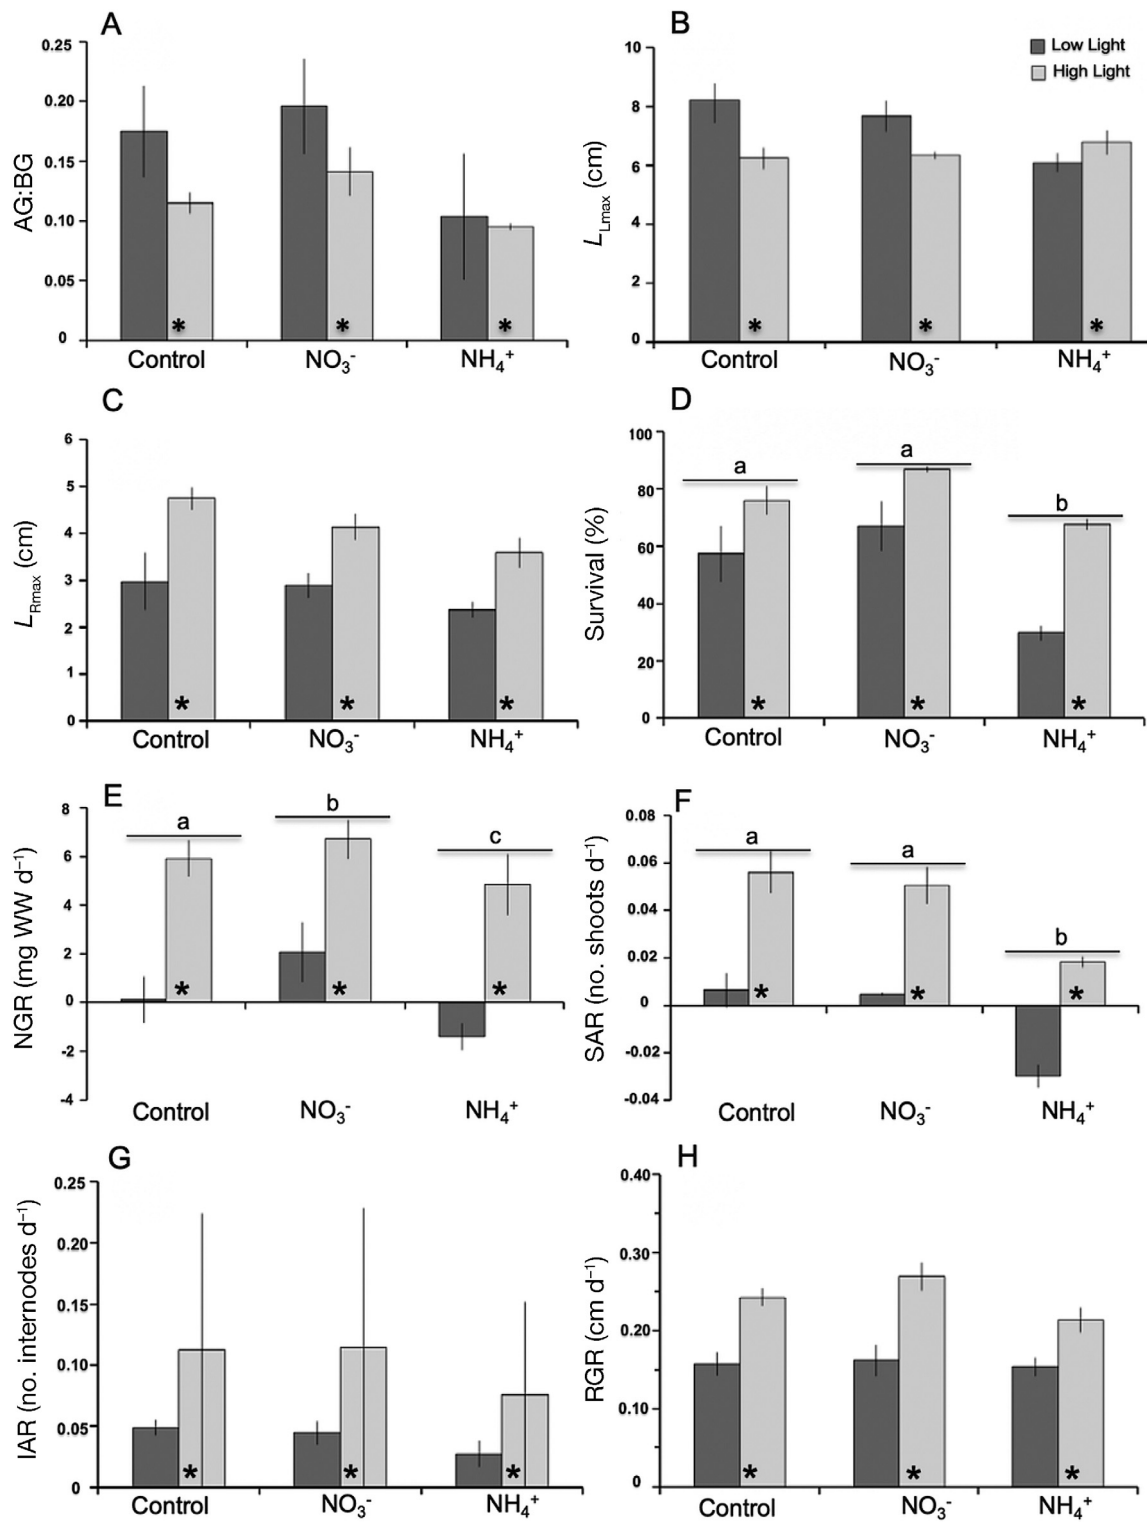 A
0.25
0.20
0.15
0.10
0.05
0
AG:BG
* * *
Control NO3- NH4+
B
Low Light
High Light
10
8
6
4
2
0
LLmax (cm)
* * *
Control NO3- NH4+
C
6
5
4
3
2
1
0
LRmax (cm)
* * *
Control NO3- NH4+
D
100
80
60
40
20
0
Survival (%)
a a b
* * *
Control NO3- NH4+
E
8
6
4
2
0
-2
-4
NGR (mg WW d–1)
a b c
* * *
Control NO3- NH4+
F
0.08
0.06
0.04
0.02
0
-0.02
-0.04
SAR (no. shoots d–1)
a a b
* * *
Control NO3- NH4+
G
0.25
0.20
0.15
0.10
0.05
0
IAR (no. internodes d–1)
* * *
Control NO3- NH4+
H
0.40
0.30
0.20
0.10
0
RGR (cm d–1)
* * *
Control NO3- NH4+